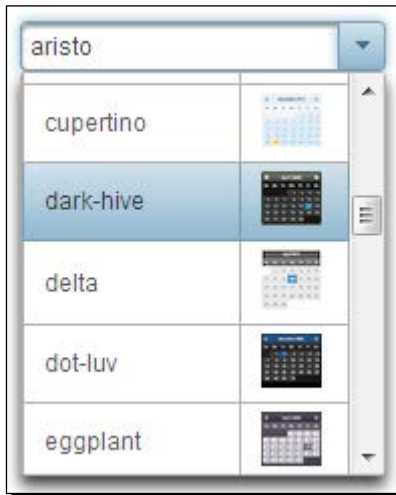 aristo
cupertino
dark-hive
delta
dot-luv
eggplant